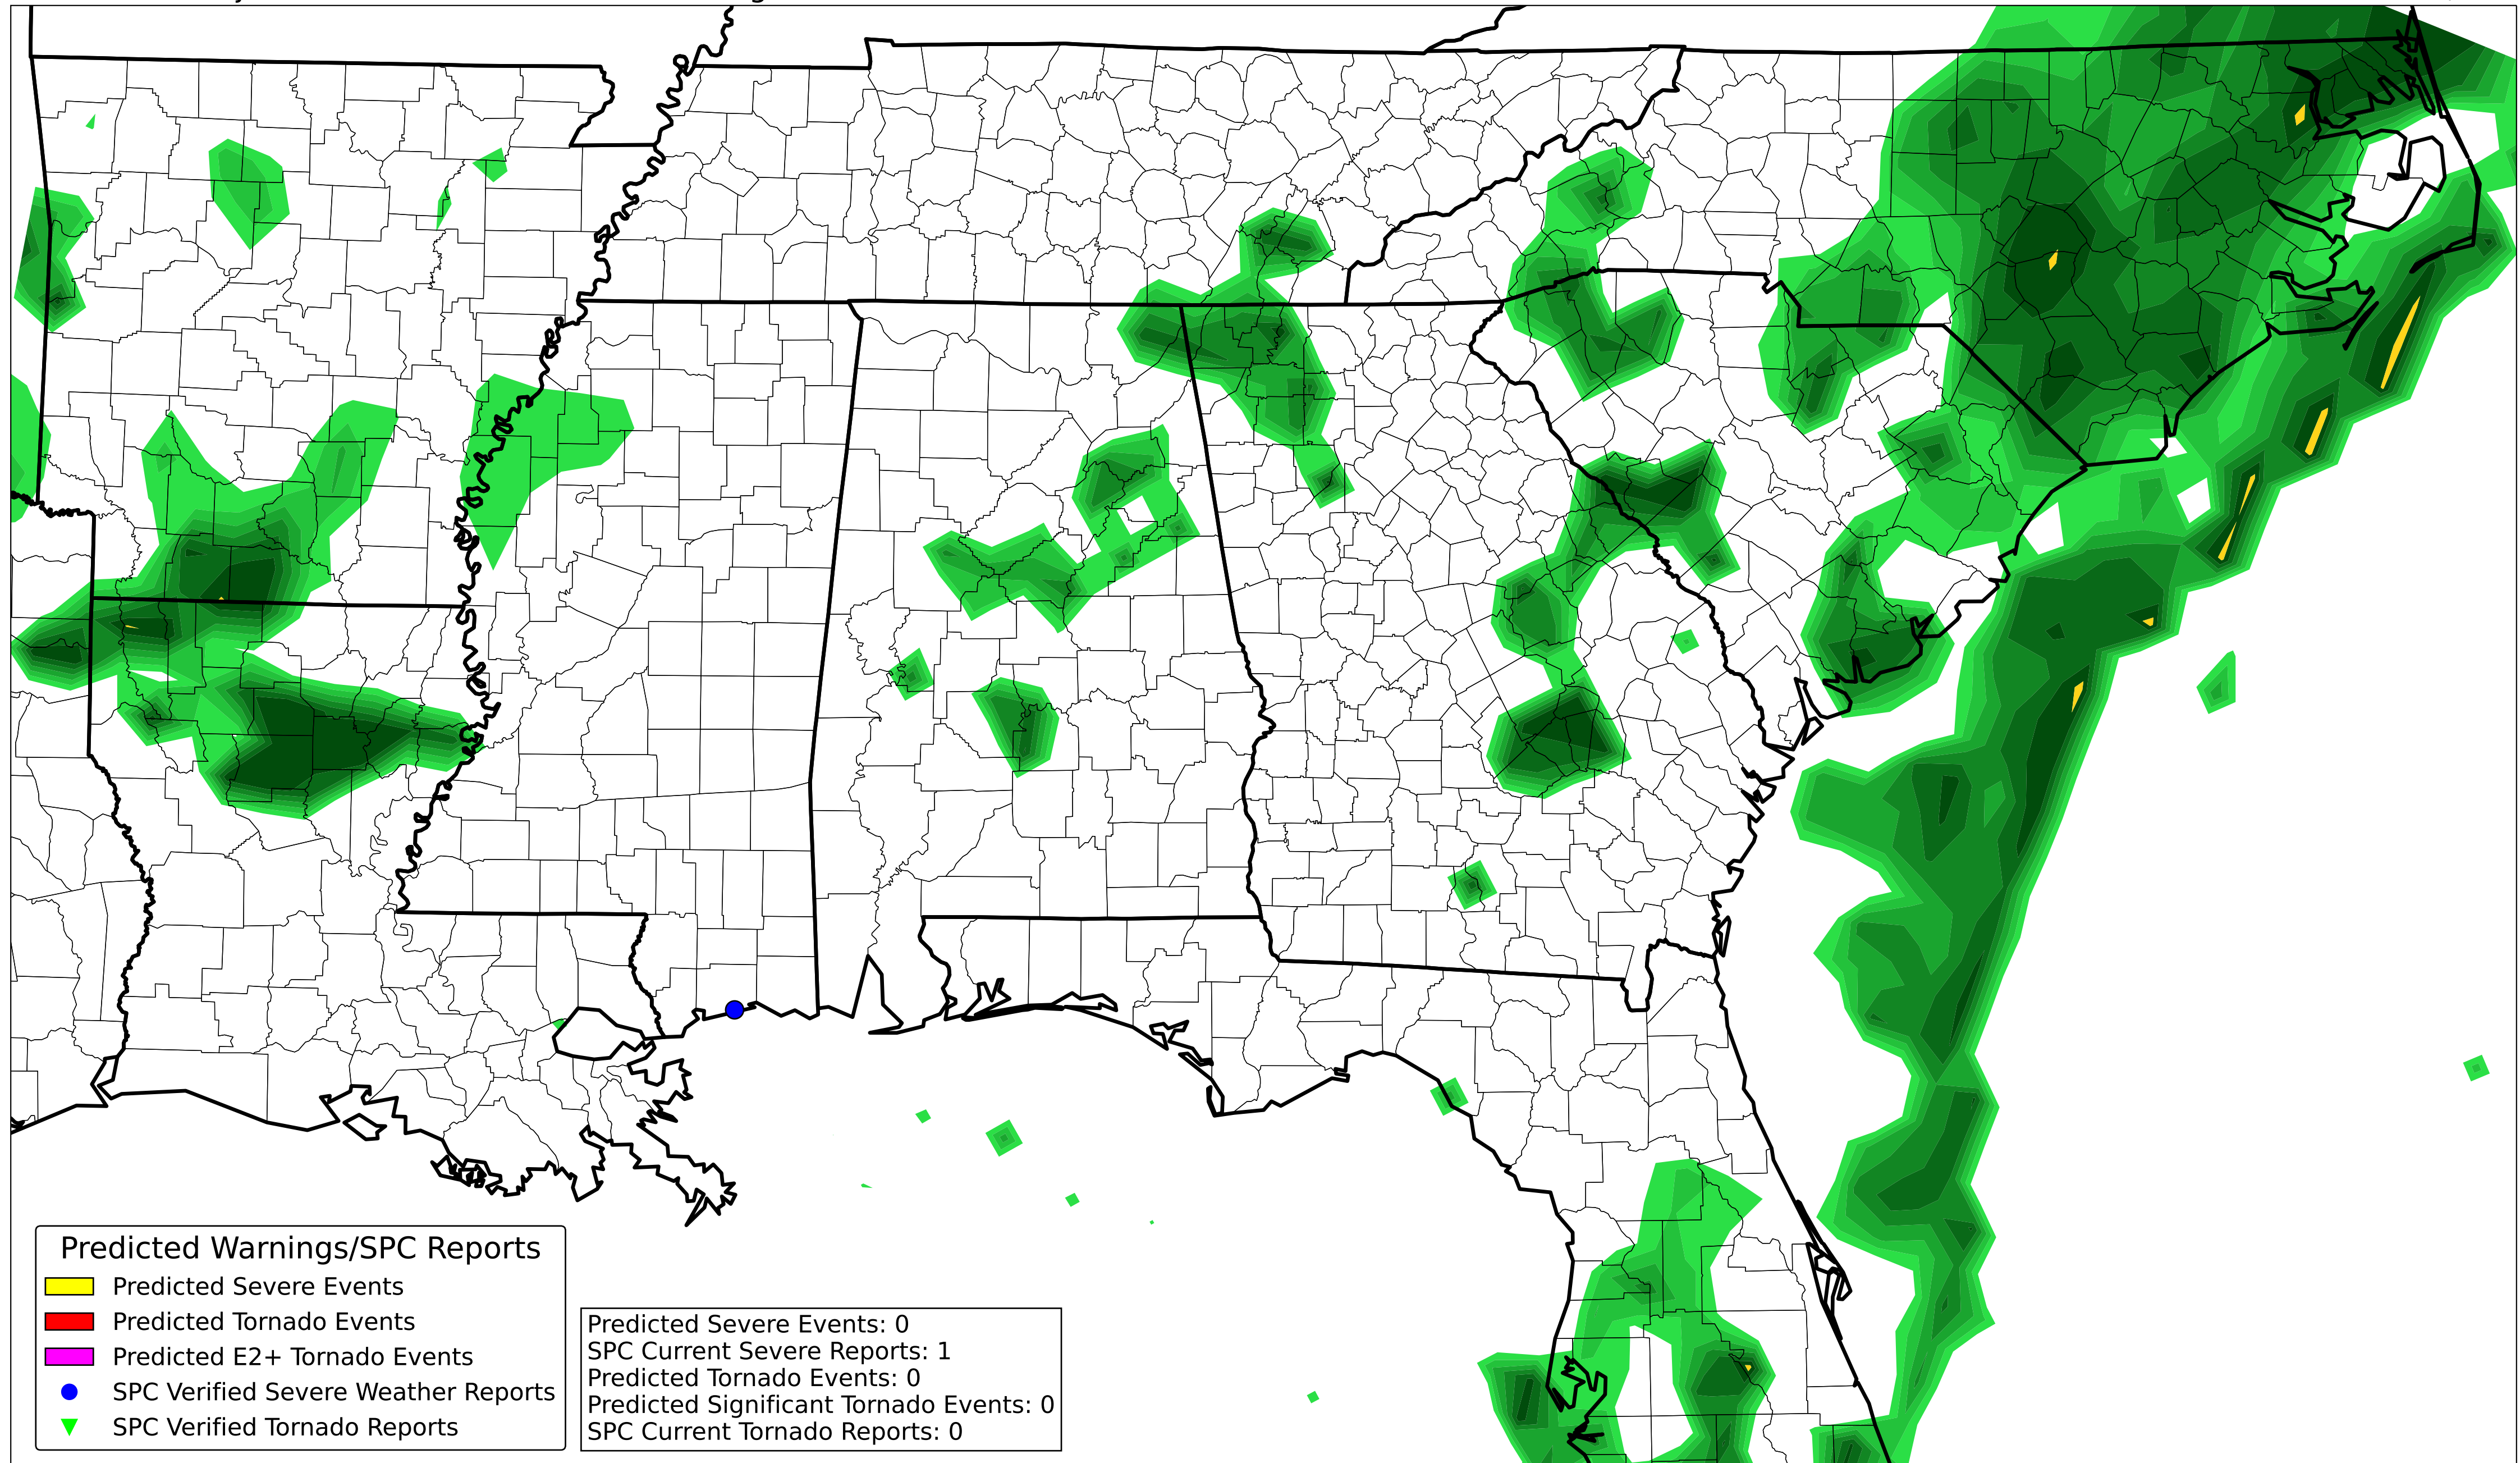 Predicted Warnings/SPC Reports
Predicted Severe Events
Predicted Tornado Events
Predicted E2+ Tornado Events
SPC Verified Severe Weather Reports
SPC Verified Tornado Reports
Predicted Severe Events: 0
SPC Current Severe Reports: 1
Predicted Tornado Events: 0
Predicted Significant Tornado Events: 0
SPC Current Tornado Reports: 0